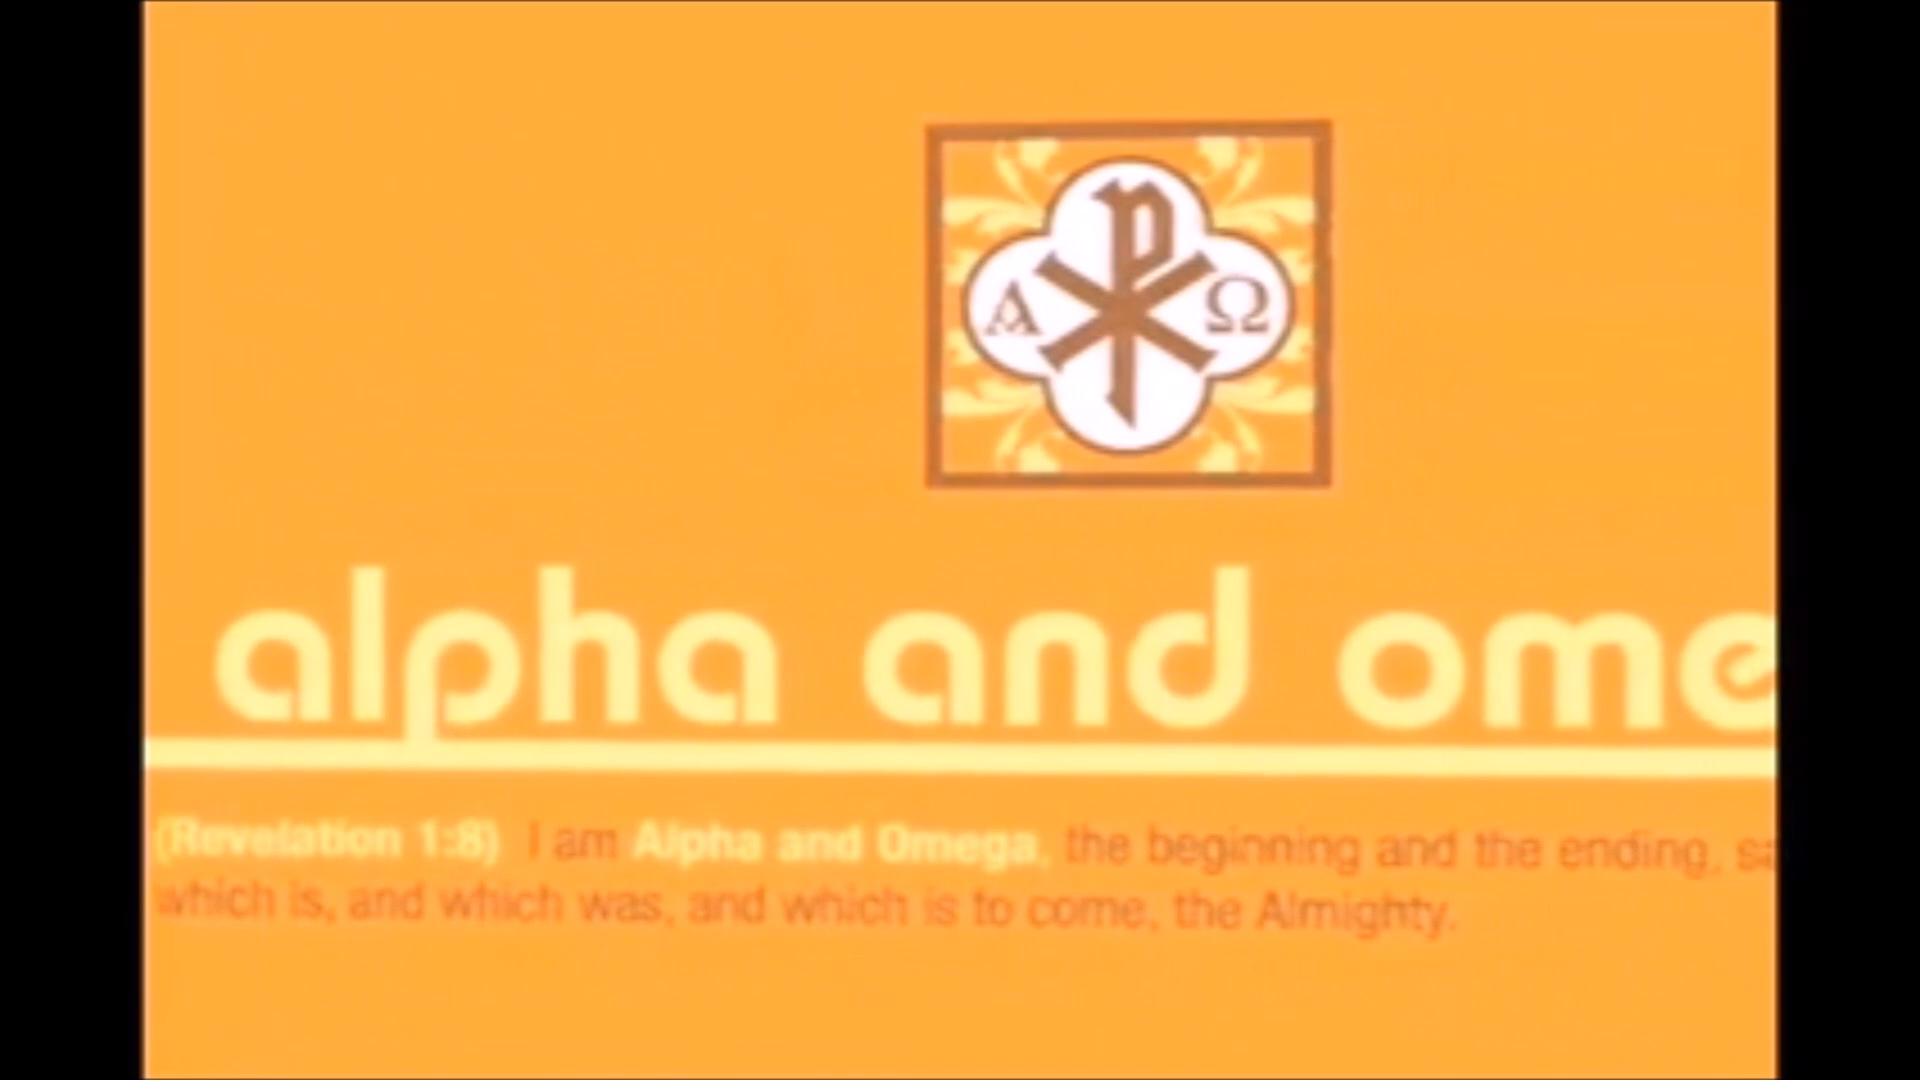 Α Ω
alpha and ome
(Revelation 1:8) I am Alpha and Omega, the beginning and the ending, sa
which is, and which was, and which is to come, the Almighty.